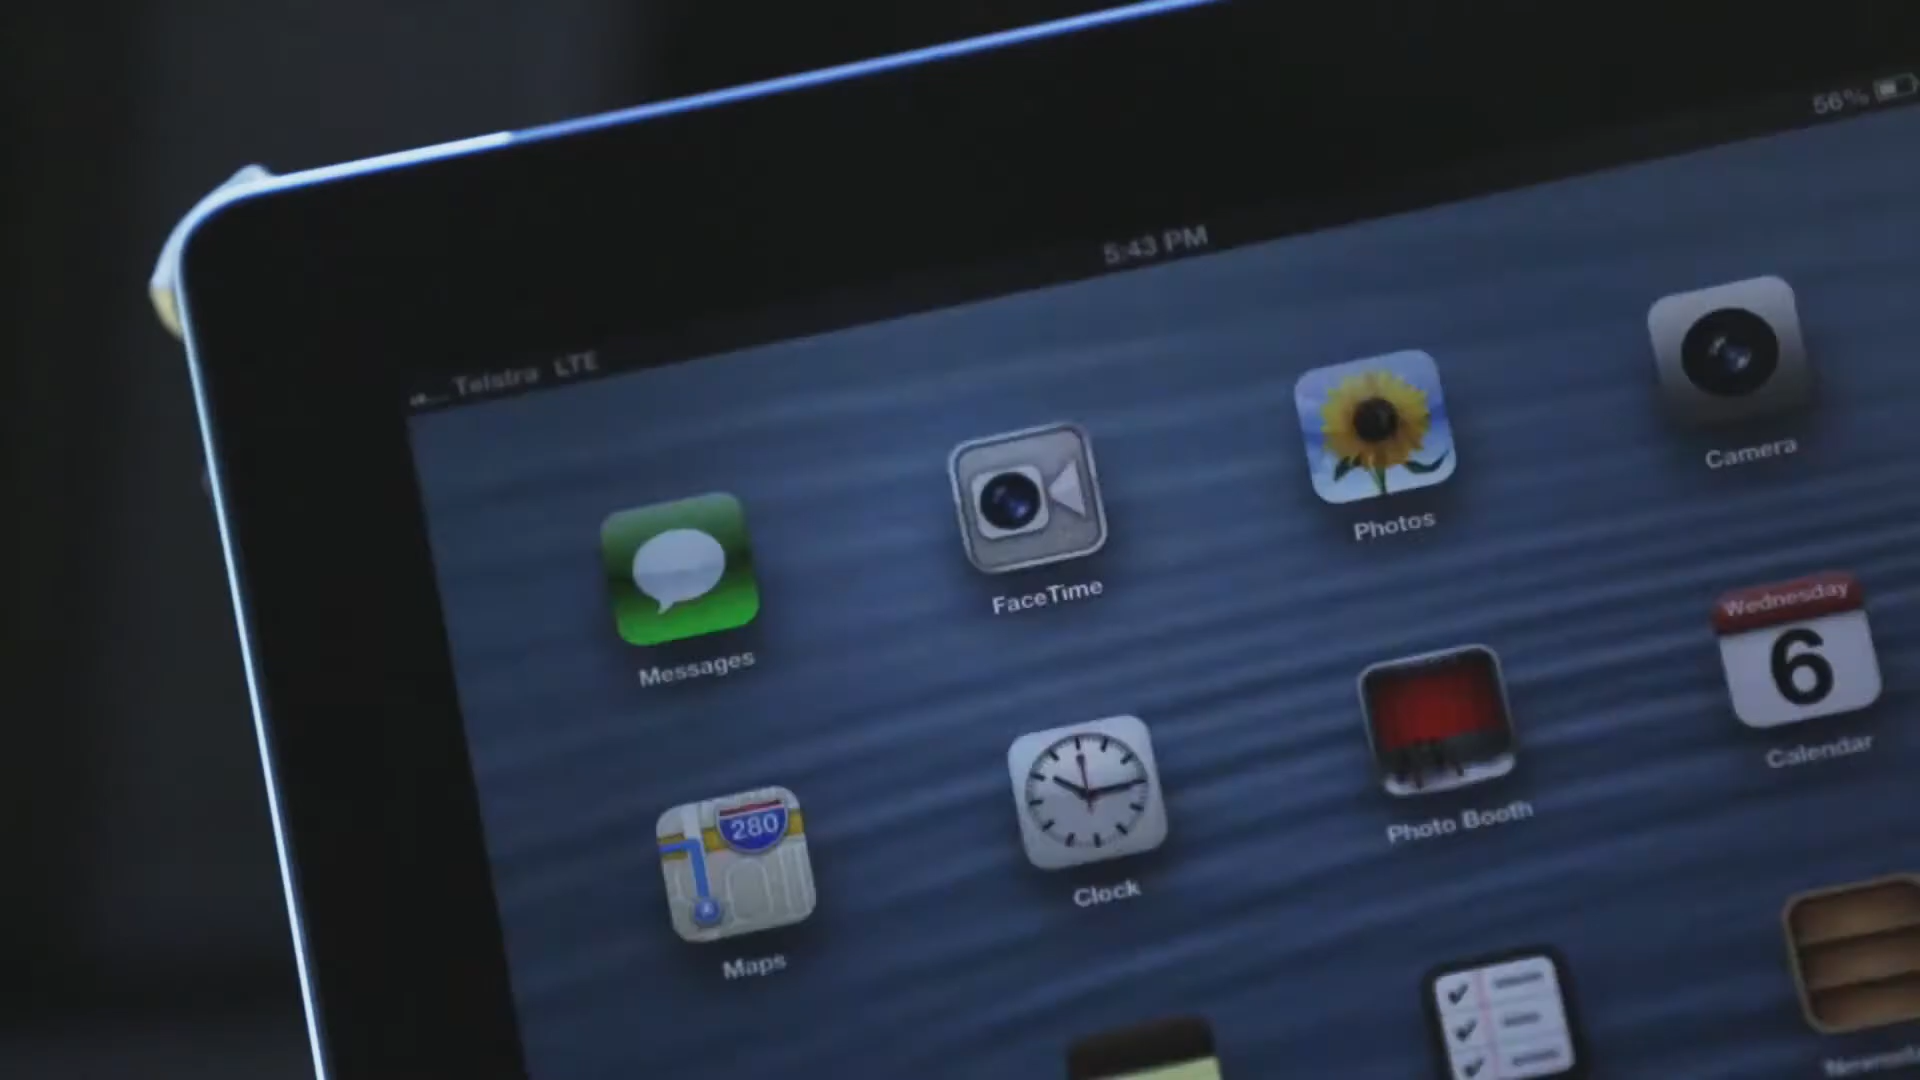 Telstra LTE
5:43 PM
56%
Messages
FaceTime
Photos
Camera
280
Maps
Clock
Photo Booth
Wednesday
6
Calendar